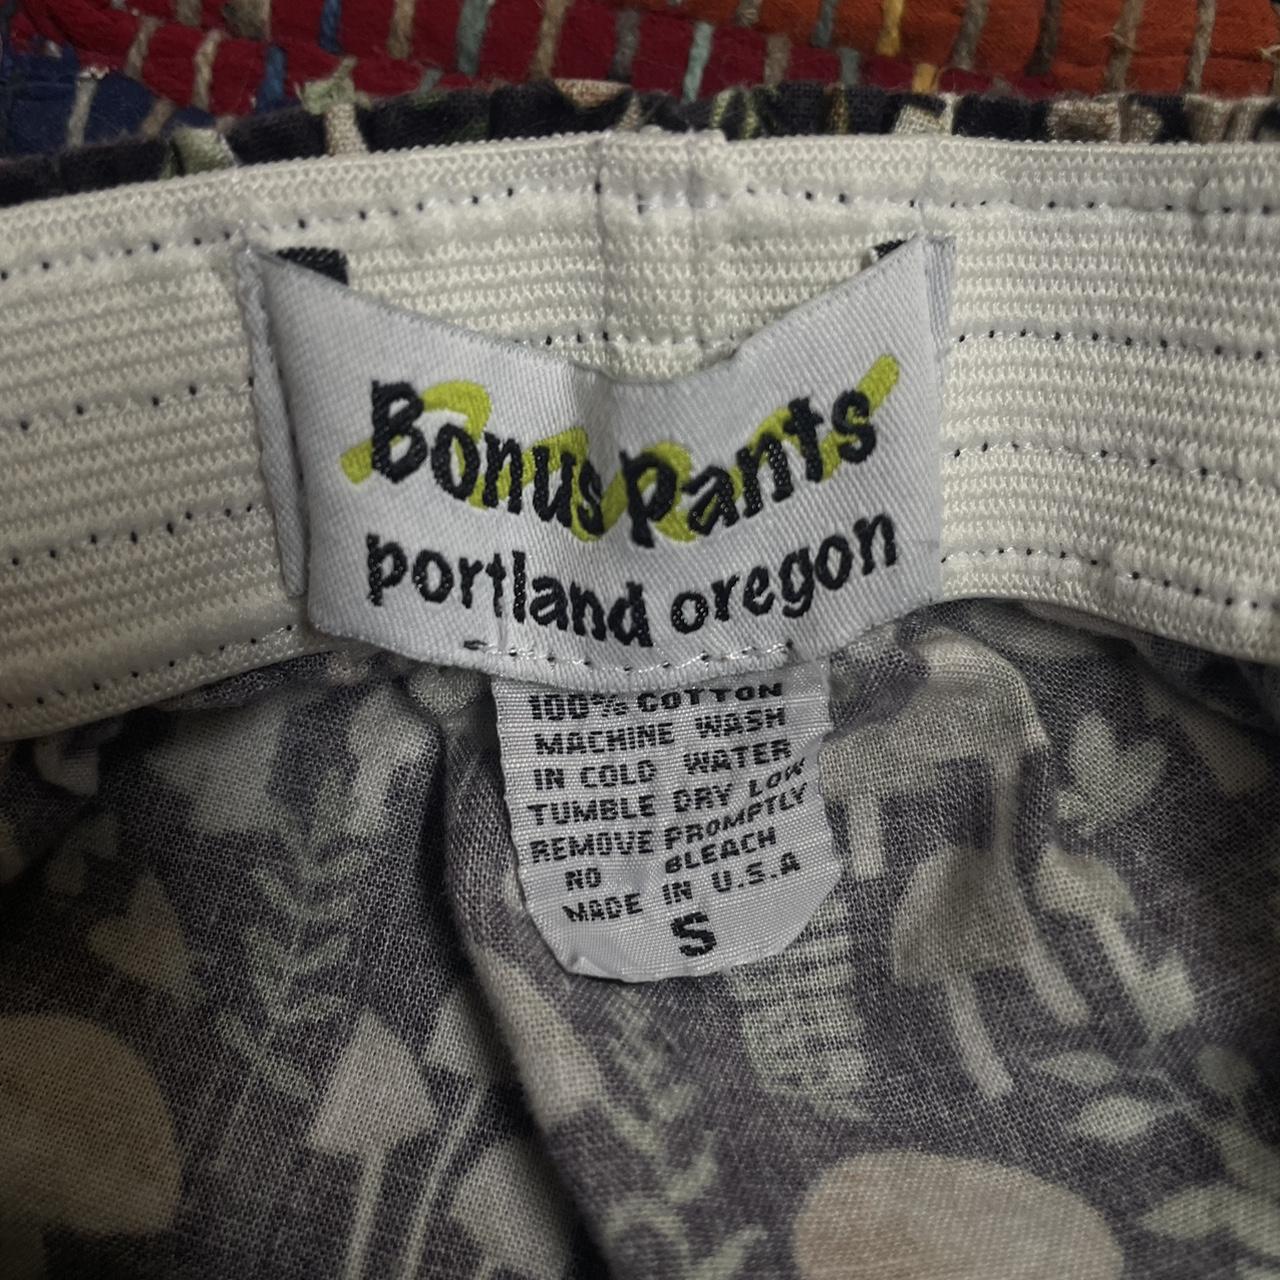 Bonus Pants
portland oregon
100% COTTON
MACHINE WASH
IN COLD WATER
TUMBLE DRY LOW
REMOVE PROMPTLY
NO BLEACH
MADE IN U.S.A
S